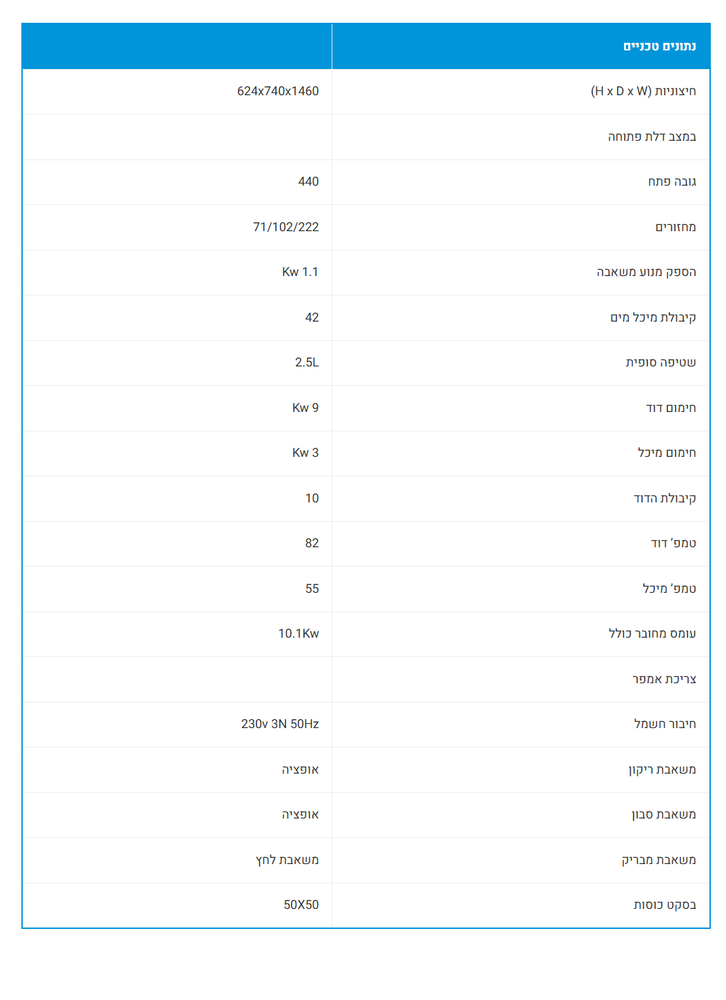 נתונים טכניים
חיצוניות (H x D x W) 624x740x1460
במצב דלת פתוחה
גובה פתח 440
מחזורים 71/102/222
הספק מנוע משאבה Kw 1.1
קיבולת מיכל מים 42
שטיפה סופית 2.5L
חימום דוד Kw 9
חימום מיכל Kw 3
קיבולת הדוד 10
טמפ’ דוד 82
טמפ’ מיכל 55
עומס מחובר כולל 10.1Kw
צריכת אמפר
חיבור חשמל 230v 3N 50Hz
משאבת ריקון אופציה
משאבת סבון אופציה
משאבת מבריק משאבת לחץ
בסקט כוסות 50X50